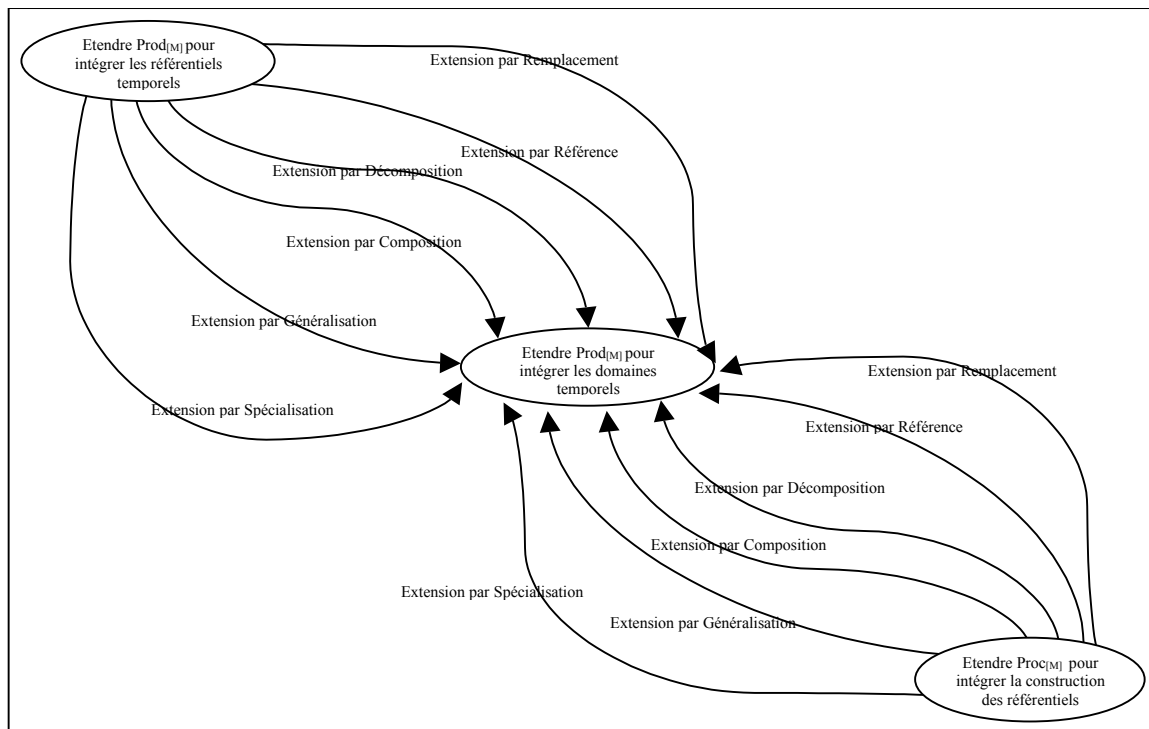 Etendre Prod[M] pour
intégrer les référentiels
temporels
Extension par Remplacement
Extension par Référence
Extension par Décomposition
Extension par Composition
Extension par Généralisation
Extension par Spécialisation
Etendre Prod[M] pour
intégrer les domaines
temporels
Extension par Remplacement
Extension par Référence
Extension par Décomposition
Extension par Composition
Extension par Spécialisation
Extension par Généralisation
Etendre Proc[M] pour
intégrer la construction
des référentiels